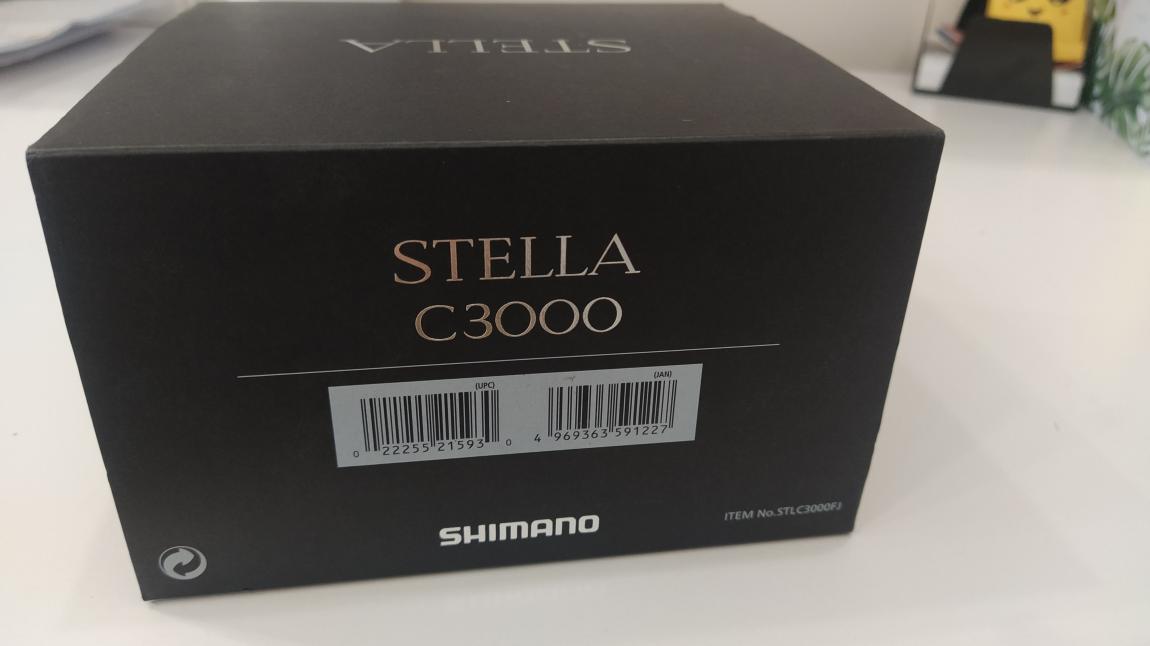 STELLA
STELLA
C3000
(UPC)
(JAN)
0 22255 21593 0
4 969363 591227
SHIMANO
ITEM No.STLC3000FJ